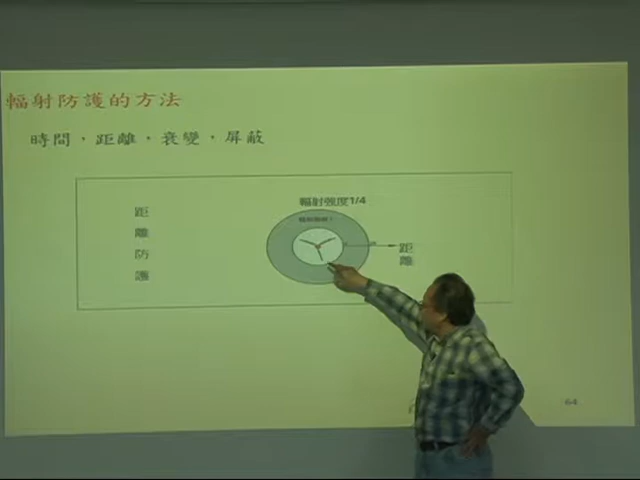 輻射防護的方法
時間，距離，衰變，屏蔽
距離防護
輻射強度1/4
距離
64